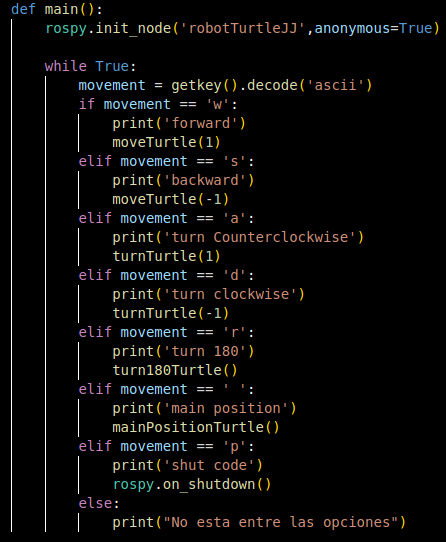 def main():
    rospy.init_node('robotTurtleJJ',anonymous=True)

    while True:
        movement = getkey().decode('ascii')
        if movement == 'w':
            print('forward')
            moveTurtle(1)
        elif movement == 's':
            print('backward')
            moveTurtle(-1)
        elif movement == 'a':
            print('turn Counterclockwise')
            turnTurtle(1)
        elif movement == 'd':
            print('turn clockwise')
            turnTurtle(-1)
        elif movement == 'r':
            print('turn 180')
            turn180Turtle()
        elif movement == ' ':
            print('main position')
            mainPositionTurtle()
        elif movement == 'p':
            print('shut code')
            rospy.on_shutdown()
        else:
            print("No esta entre las opciones")